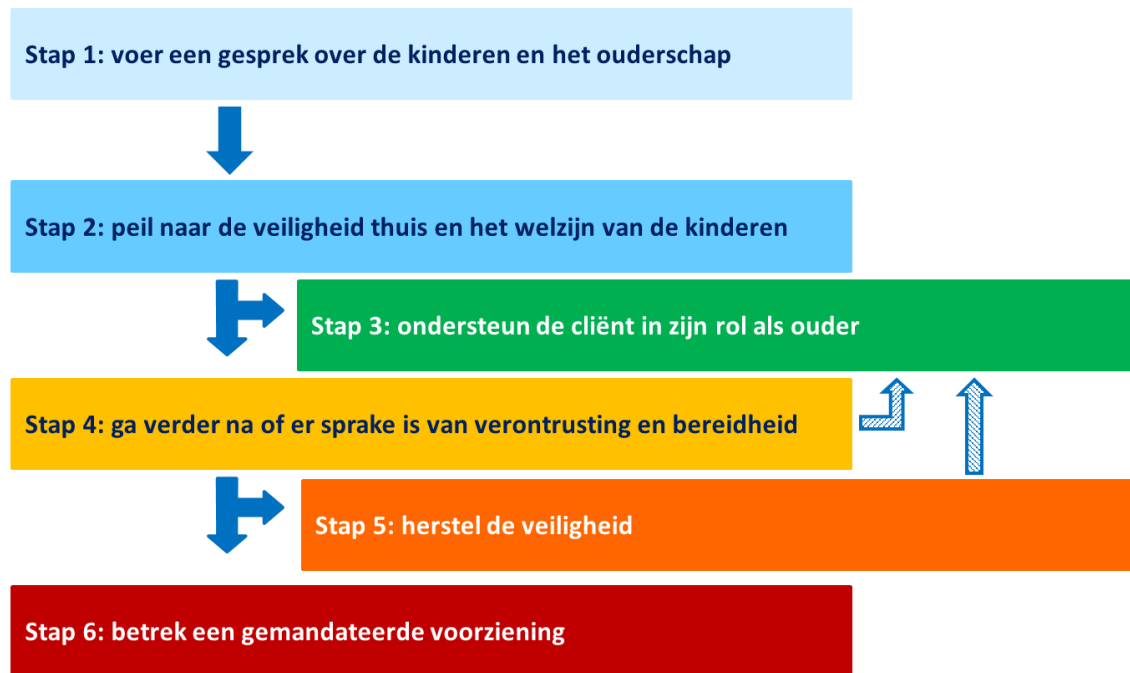 Stap 1: voer een gesprek over de kinderen en het ouderschap
Stap 2: peil naar de veiligheid thuis en het welzijn van de kinderen
Stap 3: ondersteun de cliënt in zijn rol als ouder
Stap 4: ga verder na of er sprake is van verontrusting en bereidheid
Stap 5: herstel de veiligheid
Stap 6: betrek een gemandateerde voorziening